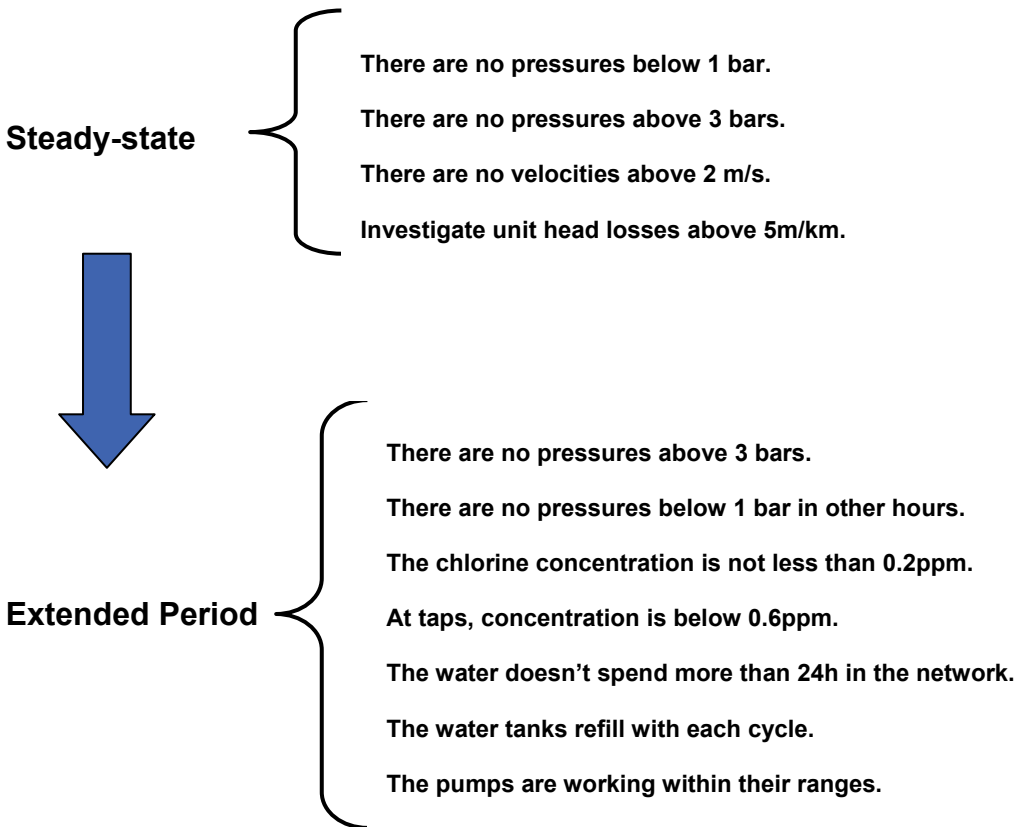 Steady-state
There are no pressures below 1 bar.
There are no pressures above 3 bars.
There are no velocities above 2 m/s.
Investigate unit head losses above 5m/km.
Extended Period
There are no pressures above 3 bars.
There are no pressures below 1 bar in other hours.
The chlorine concentration is not less than 0.2ppm.
At taps, concentration is below 0.6ppm.
The water doesn’t spend more than 24h in the network.
The water tanks refill with each cycle.
The pumps are working within their ranges.